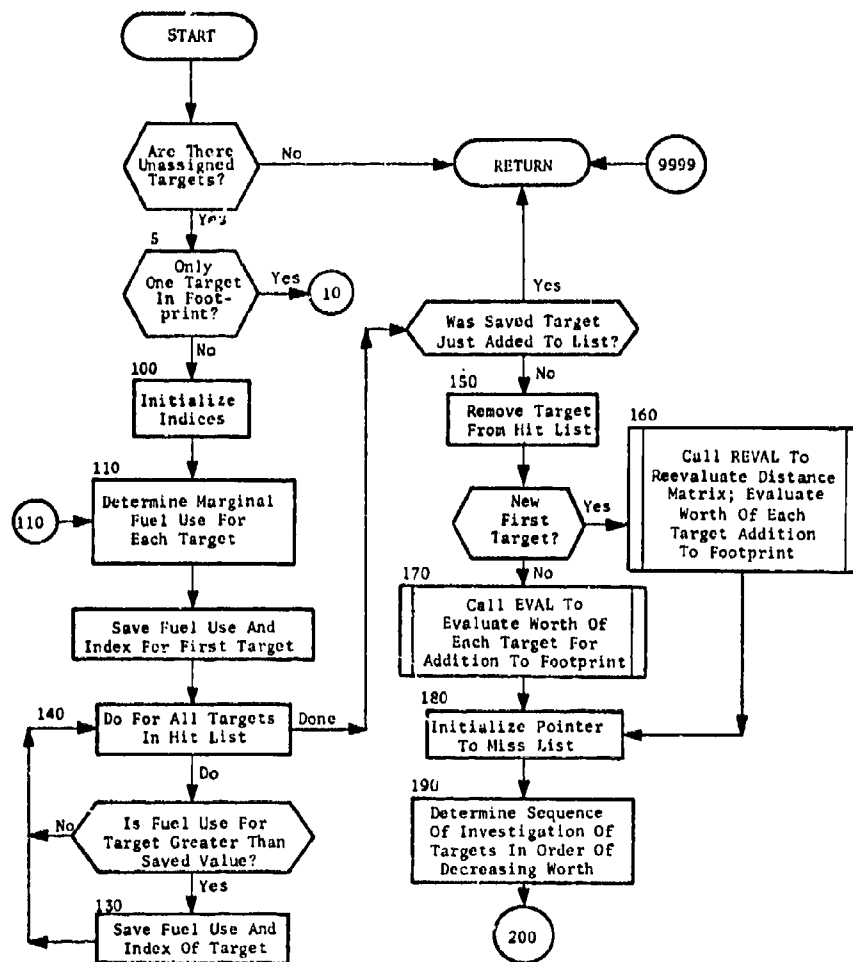 START
Are There
Unassigned
Targets?
No
RETURN
9999
Yes
5
Only
One Target
In Foot-
print?
Yes
10
No
100
Initialize
Indices
110
110
Determine Marginal
Fuel Use For
Each Target
Save Fuel Use And
Index For First Target
140
Do For All Targets
In Hit List
Done
Do
Is Fuel Use For
Target Greater Than
Saved Value?
No
Yes
130
Save Fuel Use And
Index Of Target
Yes
Was Saved Target
Just Added To List?
No
150
Remove Target
From Hit List
New
First
Target?
Yes
160
Call REVAL To
Reevaluate Distance
Matrix; Evaluate
Worth Of Each
Target Addition
To Footprint
No
170
Call EVAL To
Evaluate Worth Of
Each Target For
Addition To Footprint
180
Initialize Pointer
To Miss List
190
Determine Sequence
Of Investigation Of
Targets In Order Of
Decreasing Worth
200